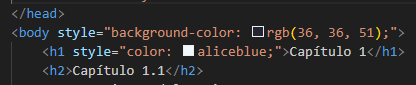 </head>
<body style="background-color: rgb(36, 36, 51);">
<h1 style="color: aliceblue;">Capítulo 1</h1>
<h2>Capítulo 1.1</h2>